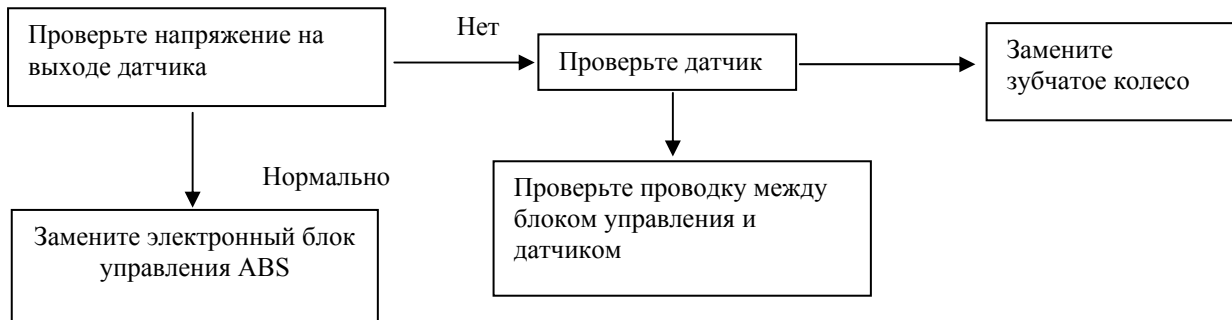 Проверьте напряжение на
выходе датчика
Нет
Проверьте датчик
Замените
зубчатое колесо
Нормально
Проверьте проводку между
блоком управления и
датчиком
Замените электронный блок
управления ABS